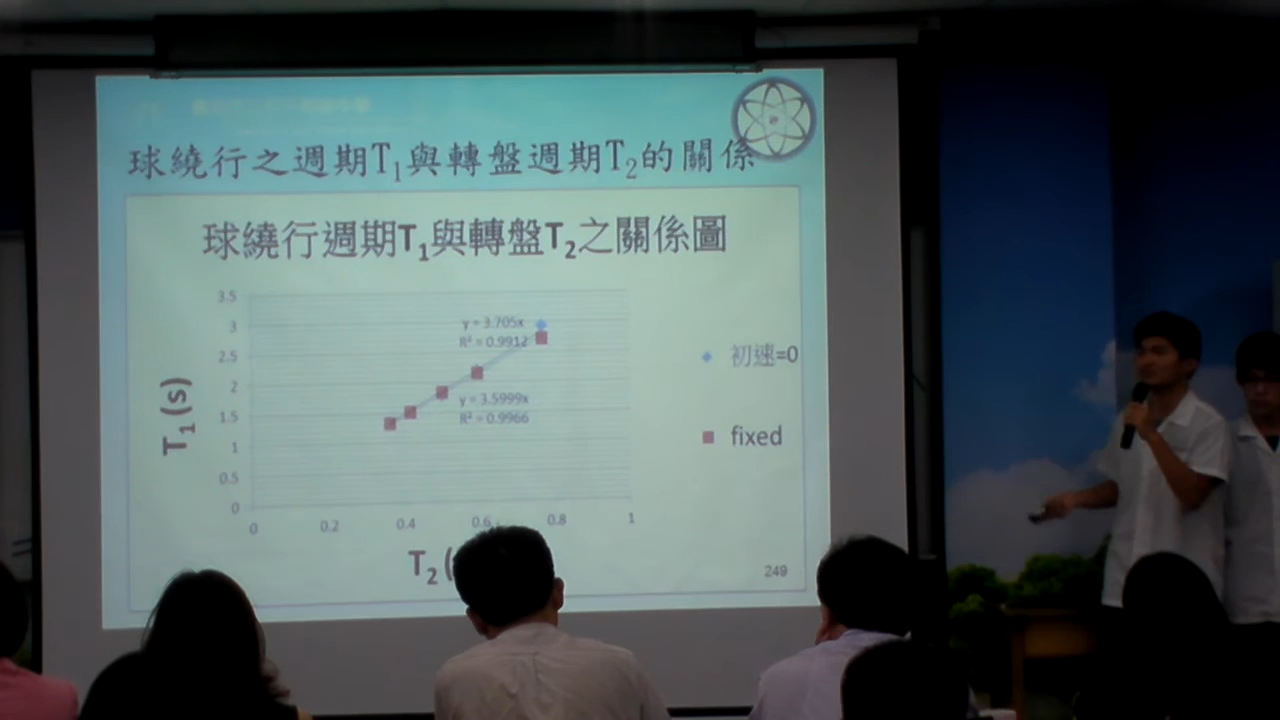 球繞行之週期T₁與轉盤週期T₂的關係
球繞行週期T₁與轉盤T₂之關係圖
3.5
3
2.5
2
1.5
1
0.5
0
T₁(s)
y = 3.705x
R² = 0.9912
y = 3.5999x
R² = 0.9966
初速=0
fixed
0 0.2 0.4 0.6 0.8 1
T₂ (
249